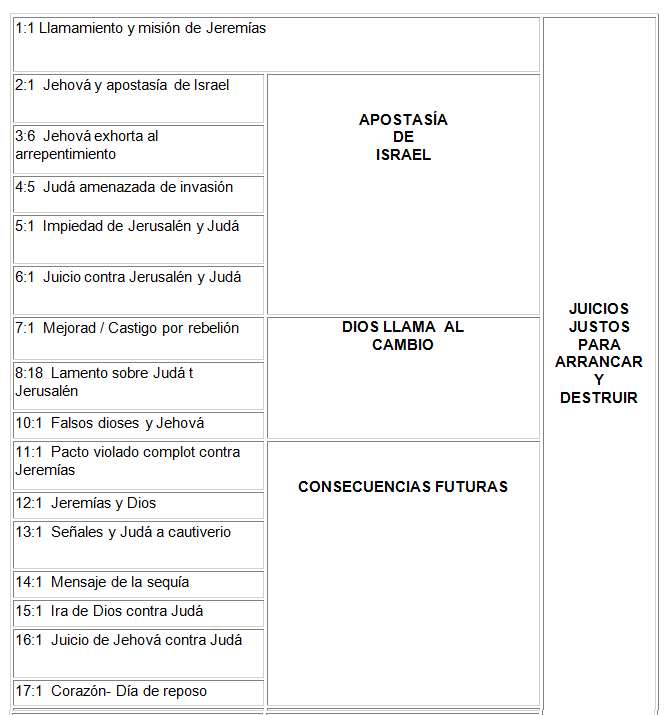 1:1 Llamamiento y misión de Jeremías
2:1 Jehová y apostasía de Israel
3:6 Jehová exhorta al
arrepentimiento
4:5 Judá amenazada de invasión
5:1 Impiedad de Jerusalén y Judá
6:1 Juicio contra Jerusalén y Judá
APOSTASÍA
DE
ISRAEL
7:1 Mejorad / Castigo por rebelión
8:18 Lamento sobre Judá t
Jerusalén
10:1 Falsos dioses y Jehová
DIOS LLAMA AL
CAMBIO
11:1 Pacto violado complot contra
Jeremías
12:1 Jeremías y Dios
13:1 Señales y Judá a cautiverio
14:1 Mensaje de la sequía
15:1 Ira de Dios contra Judá
16:1 Juicio de Jehová contra Judá
17:1 Corazón- Día de reposo
CONSECUENCIAS FUTURAS
JUICIOS
JUSTOS
PARA
ARRANCAR
Y
DESTRUIR